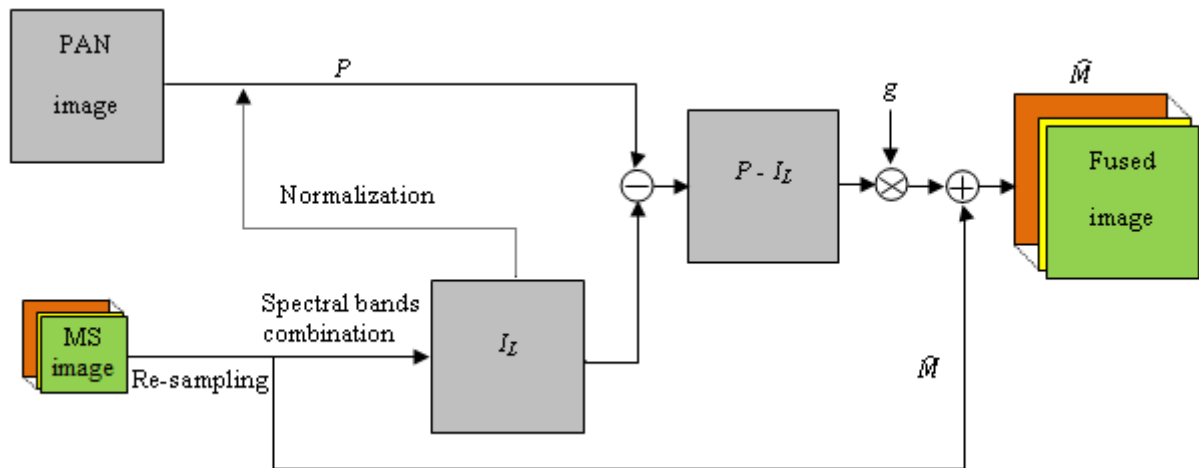 PAN
image
P
Normalization
MS
image
Re-sampling
Spectral bands
combination
I_L
P - I_L
g
M̂
M̂
Fused
image